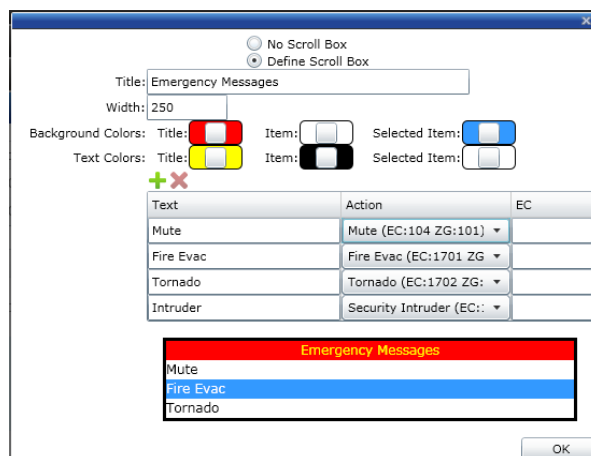 No Scroll Box
Define Scroll Box
Title: Emergency Messages
Width: 250
Background Colors: Title: Item: Selected Item:
Text Colors: Title: Item: Selected Item:
Text Action EC
Mute Mute (EC:104 ZG:101)
Fire Evac Fire Evac (EC:1701 ZG
Tornado Tornado (EC:1702 ZG:
Intruder Security Intruder (EC:
Emergency Messages
Mute
Fire Evac
Tornado
OK